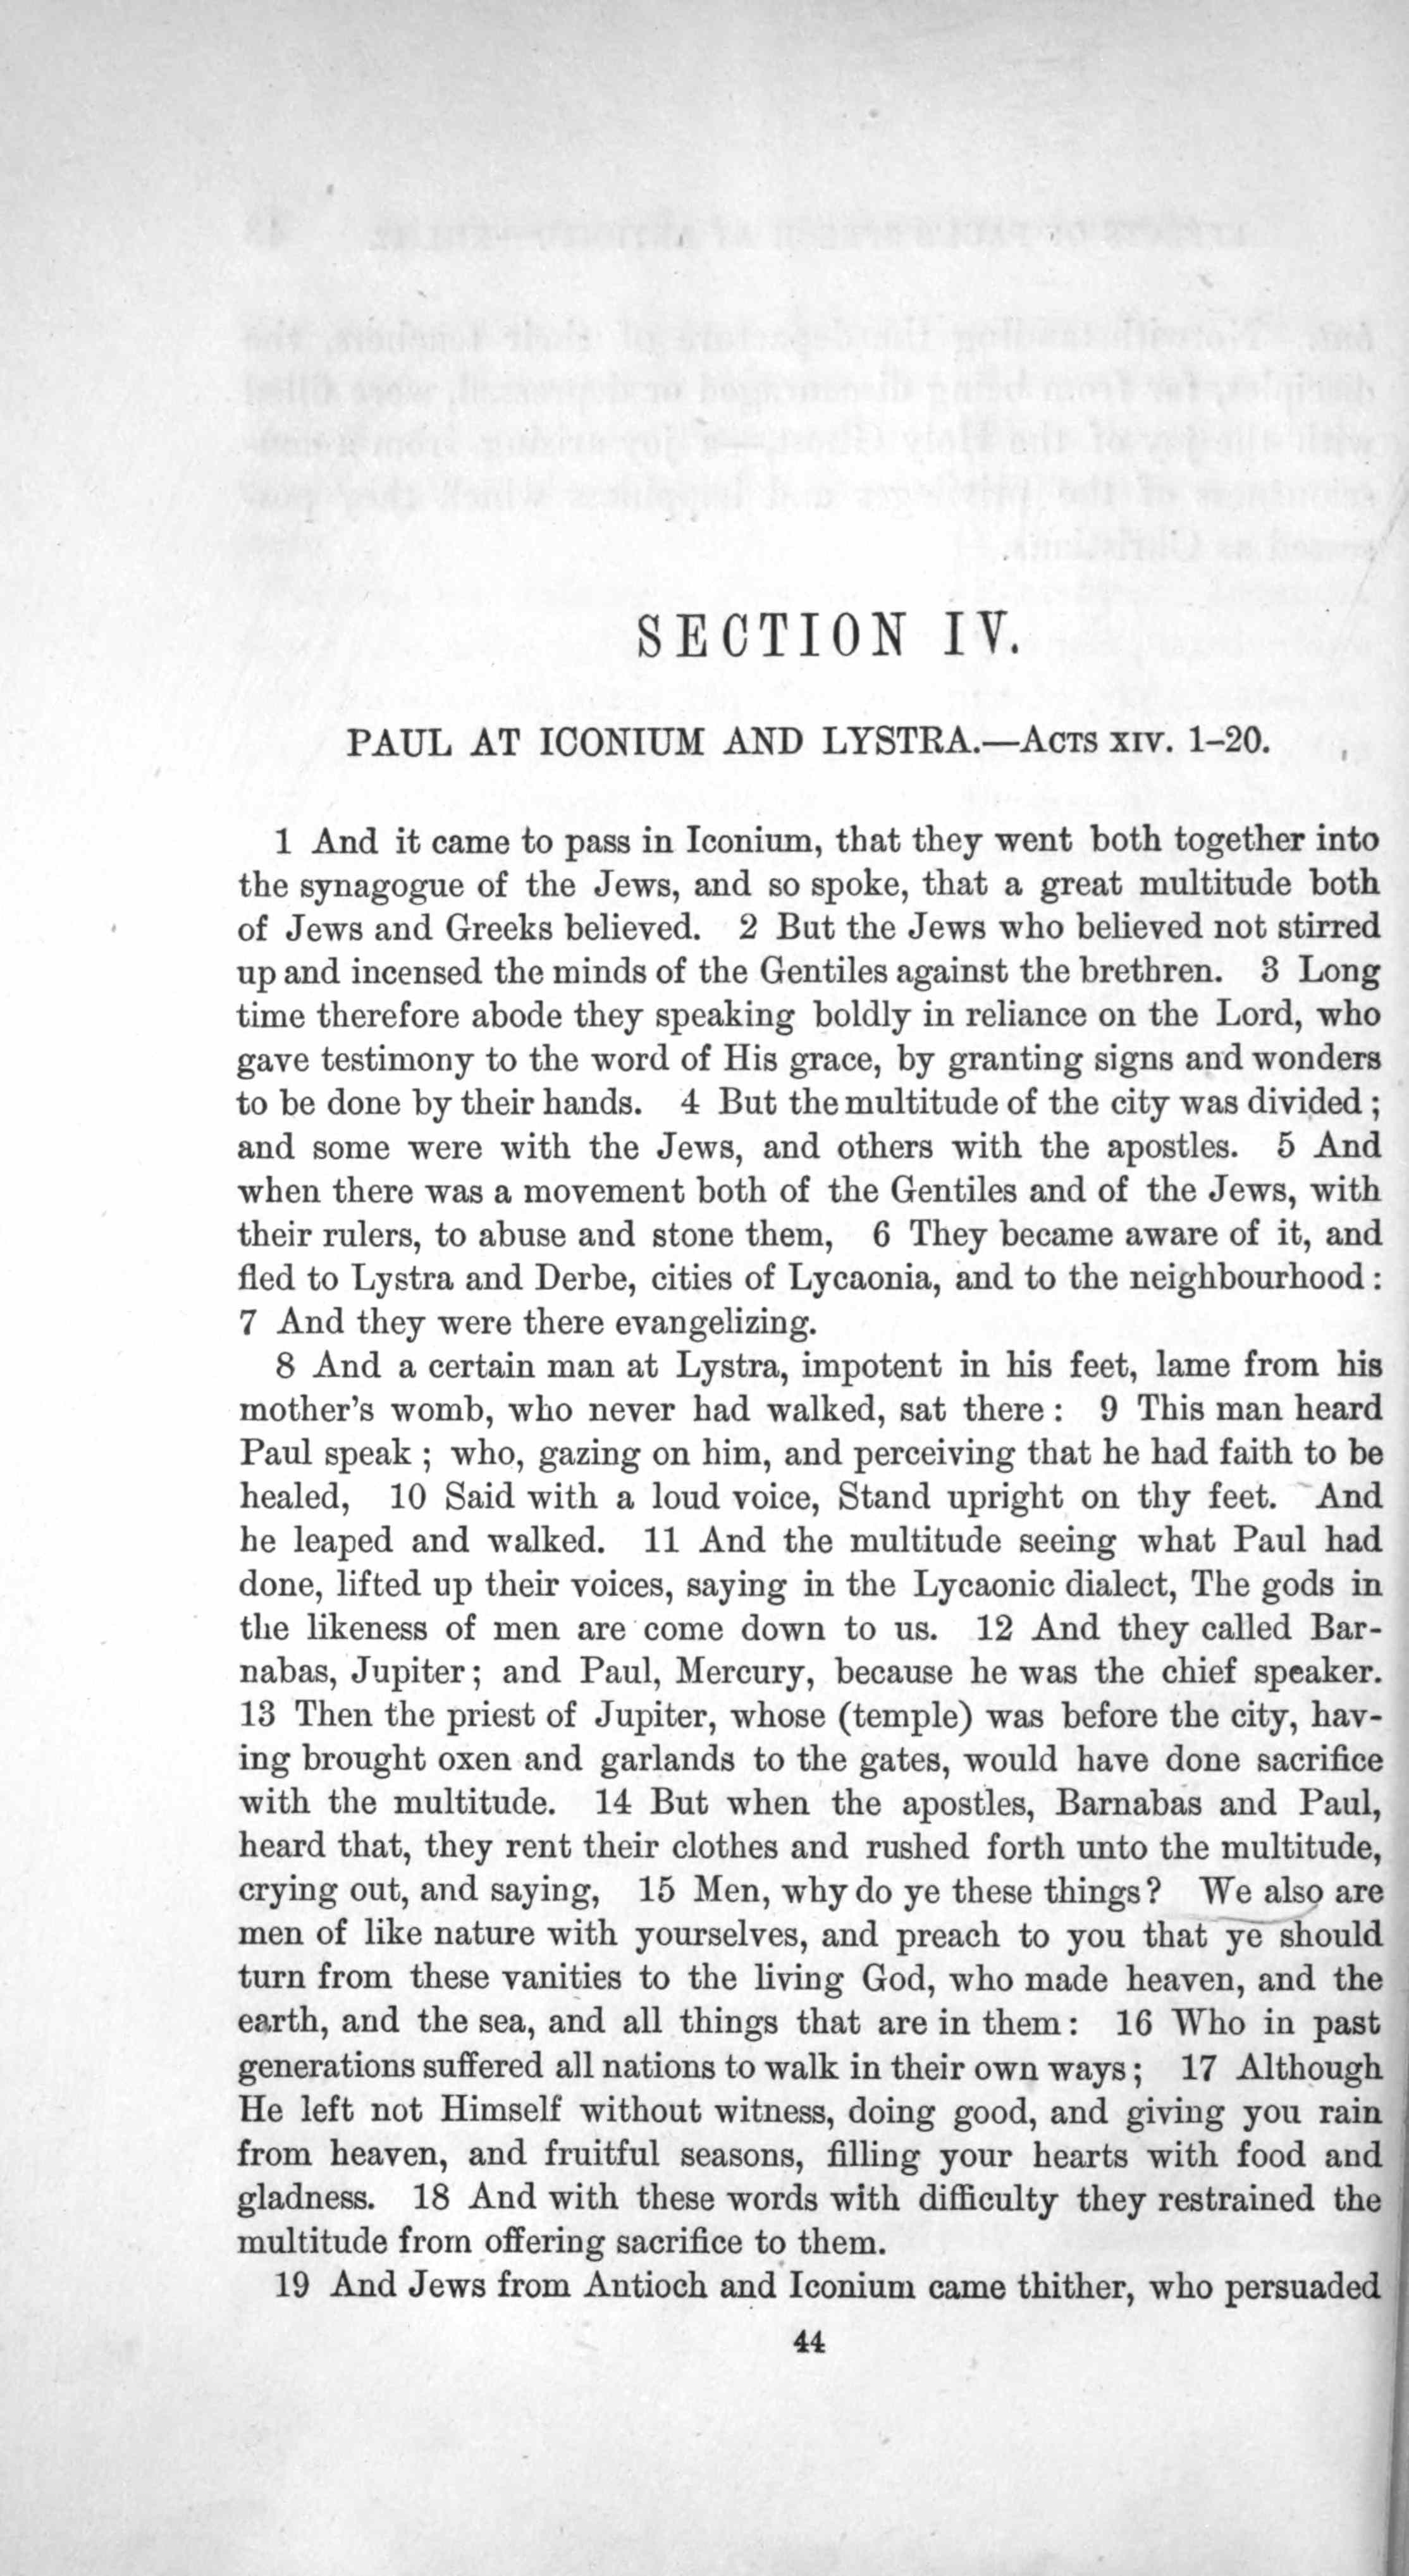 SECTION IV.
PAUL AT ICONIUM AND LYSTRA.—ACTS XIV. 1–20.
1 And it came to pass in Iconium, that they went both together into
the synagogue of the Jews, and so spoke, that a great multitude both
of Jews and Greeks believed. 2 But the Jews who believed not stirred
up and incensed the minds of the Gentiles against the brethren. 3 Long
time therefore abode they speaking boldly in reliance on the Lord, who
gave testimony to the word of His grace, by granting signs and wonders
to be done by their hands. 4 But the multitude of the city was divided ;
and some were with the Jews, and others with the apostles. 5 And
when there was a movement both of the Gentiles and of the Jews, with
their rulers, to abuse and stone them, 6 They became aware of it, and
fled to Lystra and Derbe, cities of Lycaonia, and to the neighbourhood :
7 And they were there evangelizing.
8 And a certain man at Lystra, impotent in his feet, lame from his
mother's womb, who never had walked, sat there : 9 This man heard
Paul speak ; who, gazing on him, and perceiving that he had faith to be
healed, 10 Said with a loud voice, Stand upright on thy feet. And
he leaped and walked. 11 And the multitude seeing what Paul had
done, lifted up their voices, saying in the Lycaonic dialect, The gods in
the likeness of men are come down to us. 12 And they called Bar-
nabas, Jupiter ; and Paul, Mercury, because he was the chief speaker.
13 Then the priest of Jupiter, whose (temple) was before the city, hav-
ing brought oxen and garlands to the gates, would have done sacrifice
with the multitude. 14 But when the apostles, Barnabas and Paul,
heard that, they rent their clothes and rushed forth unto the multitude,
crying out, and saying, 15 Men, why do ye these things? We also are
men of like nature with yourselves, and preach to you that ye should
turn from these vanities to the living God, who made heaven, and the
earth, and the sea, and all things that are in them : 16 Who in past
generations suffered all nations to walk in their own ways ; 17 Although
He left not Himself without witness, doing good, and giving you rain
from heaven, and fruitful seasons, filling your hearts with food and
gladness. 18 And with these words with difficulty they restrained the
multitude from offering sacrifice to them.
19 And Jews from Antioch and Iconium came thither, who persuaded
44